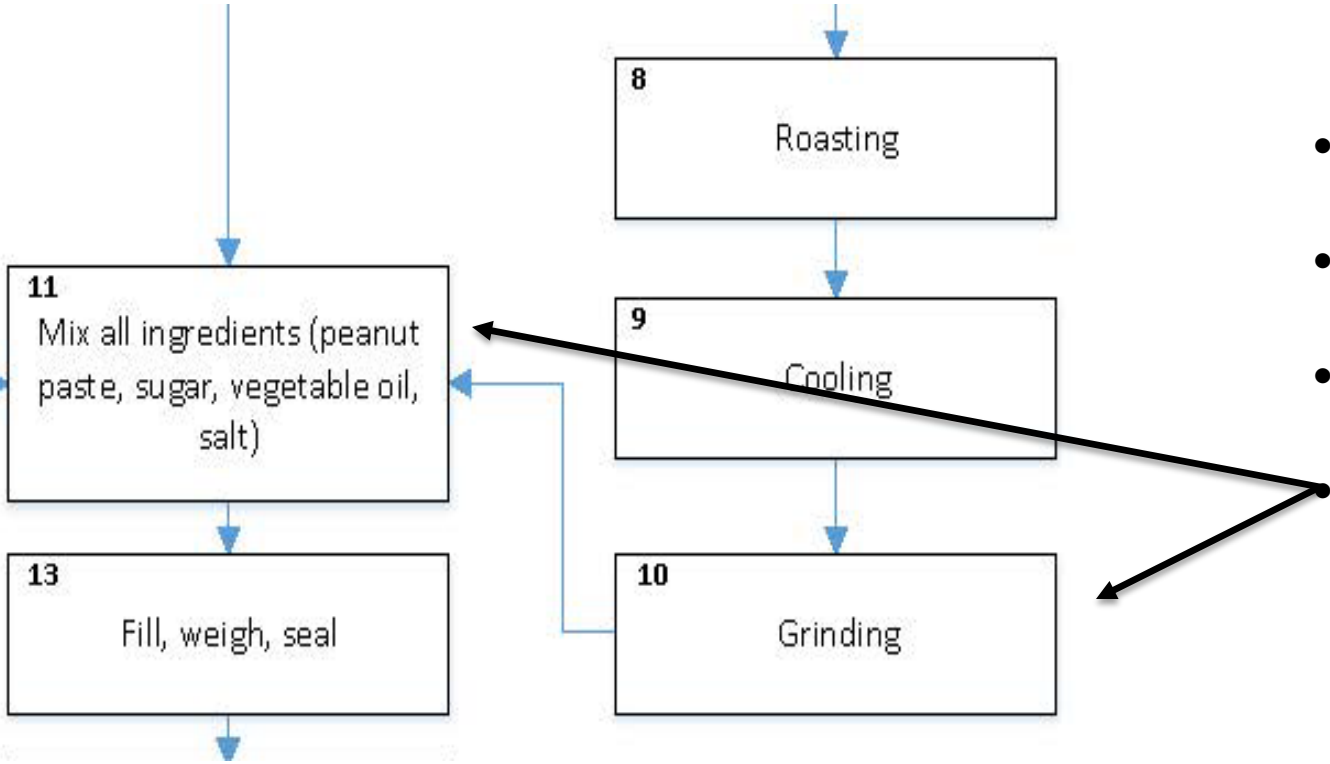 8
Roasting
11
Mix all ingredients (peanut
paste, sugar, vegetable oil,
salt)
9
Cooling
13
Fill, weigh, seal
10
Grinding